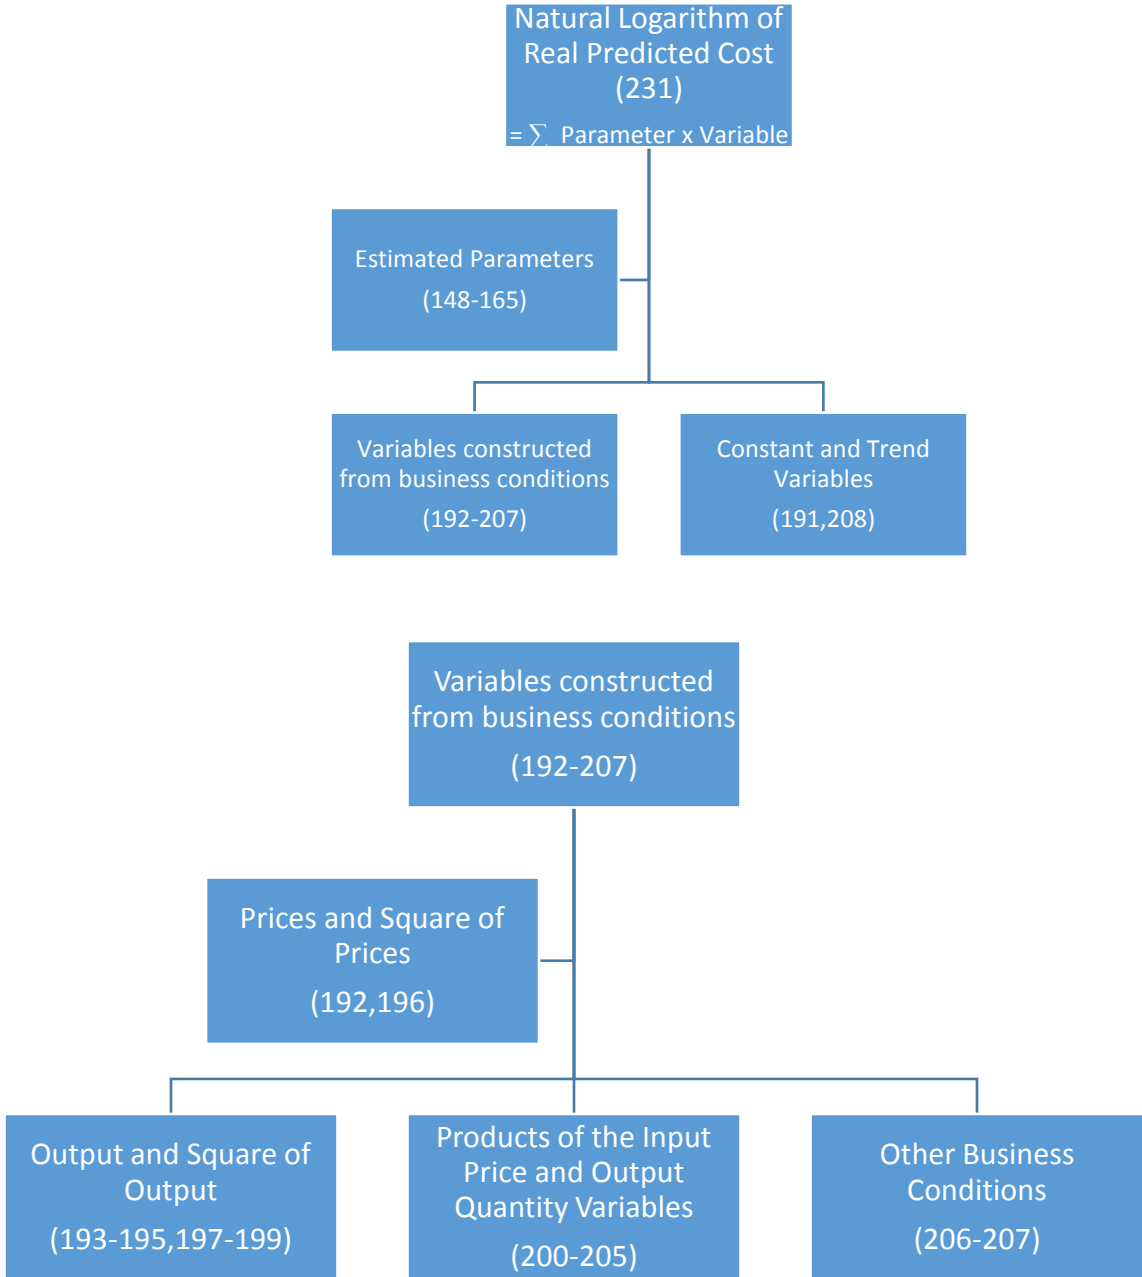 Natural Logarithm of
Real Predicted Cost
(231)
= ∑ Parameter x Variable
Estimated Parameters
(148-165)
Variables constructed
from business conditions
(192-207)
Constant and Trend
Variables
(191,208)
Variables constructed
from business conditions
(192-207)
Prices and Square of
Prices
(192,196)
Output and Square of
Output
(193-195,197-199)
Products of the Input
Price and Output
Quantity Variables
(200-205)
Other Business
Conditions
(206-207)